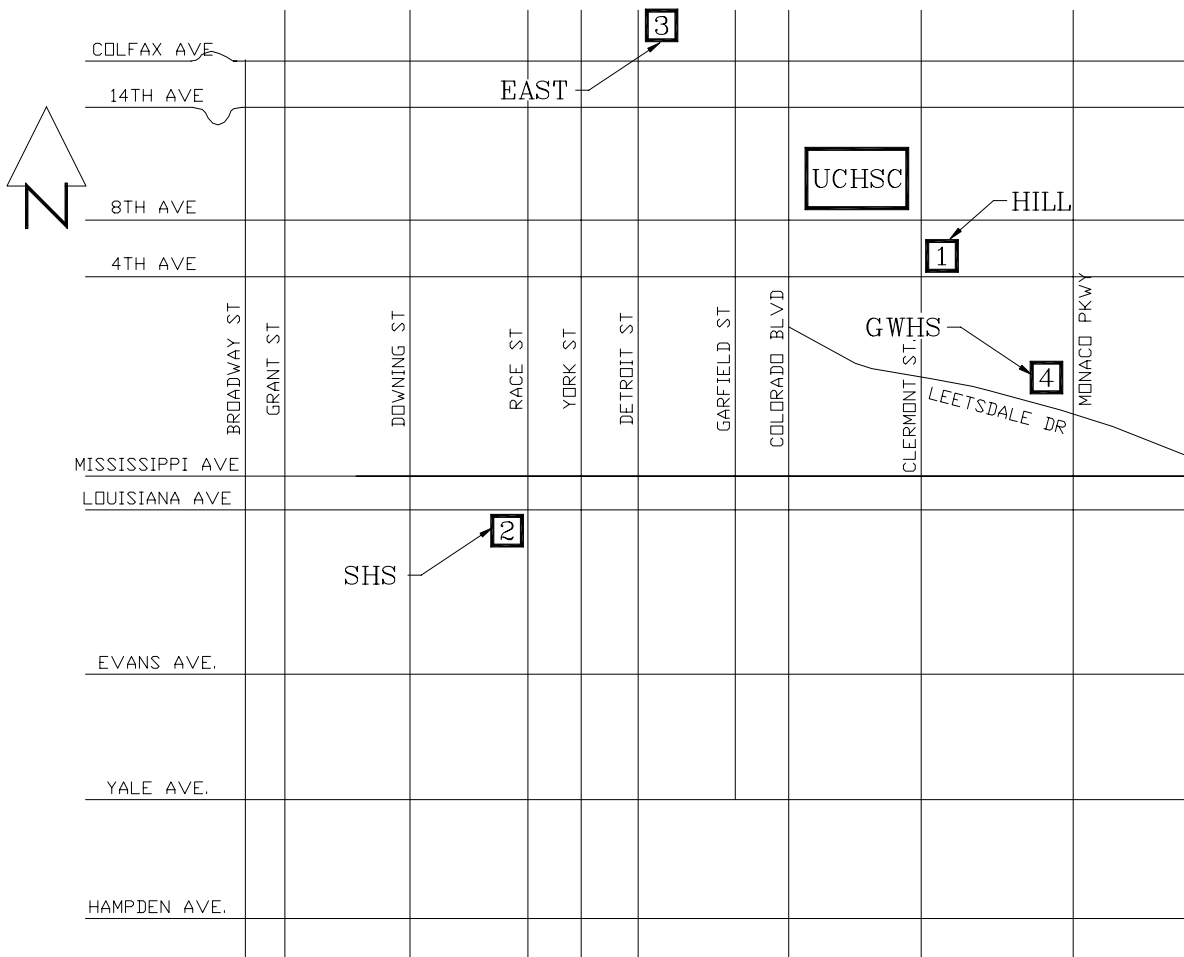 3
COLFAX AVE
EAST
14TH AVE
UCHSC
8TH AVE
HILL
N
1
4TH AVE
BROADWAY ST
GRANT ST
DOWNING ST
RACE ST
YORK ST
DETROIT ST
GARFIELD ST
COLORADO BLVD
CLERMONT ST.
MONACO PKWY
GWHS
4
LEETSDALE DR
MISSISSIPPI AVE
LOUISIANA AVE
2
SHS
EVANS AVE.
YALE AVE.
HAMPDEN AVE.